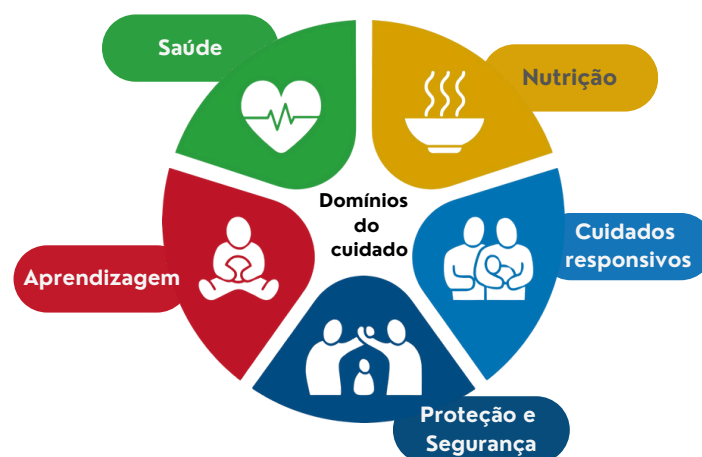 Saúde
Nutrição
Domínios
do
cuidado
Cuidados
responsivos
Aprendizagem
Proteção e
Segurança